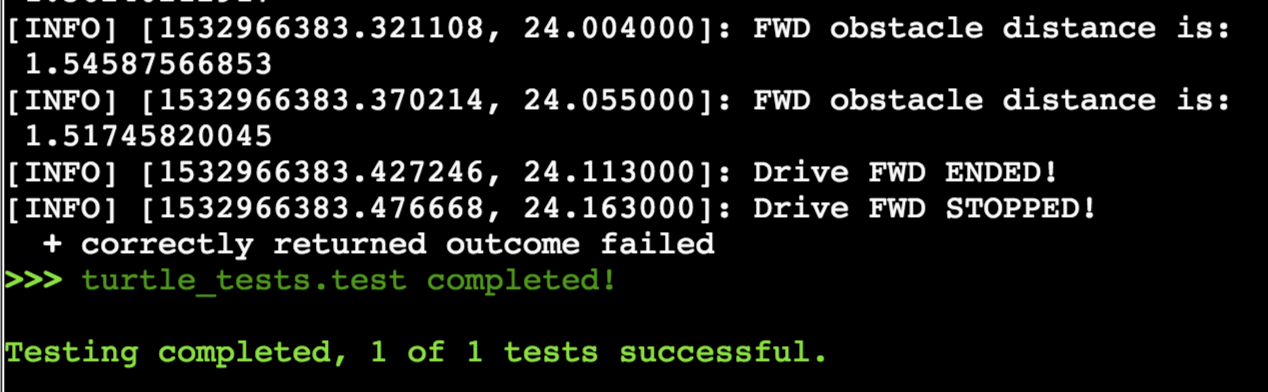 [INFO] [1532966383.321108, 24.004000]: FWD obstacle distance is:
1.54587566853
[INFO] [1532966383.370214, 24.055000]: FWD obstacle distance is:
1.51745820045
[INFO] [1532966383.427246, 24.113000]: Drive FWD ENDED!
[INFO] [1532966383.476668, 24.163000]: Drive FWD STOPPED!
+ correctly returned outcome failed
>>> turtle_tests.test completed!
Testing completed, 1 of 1 tests successful.